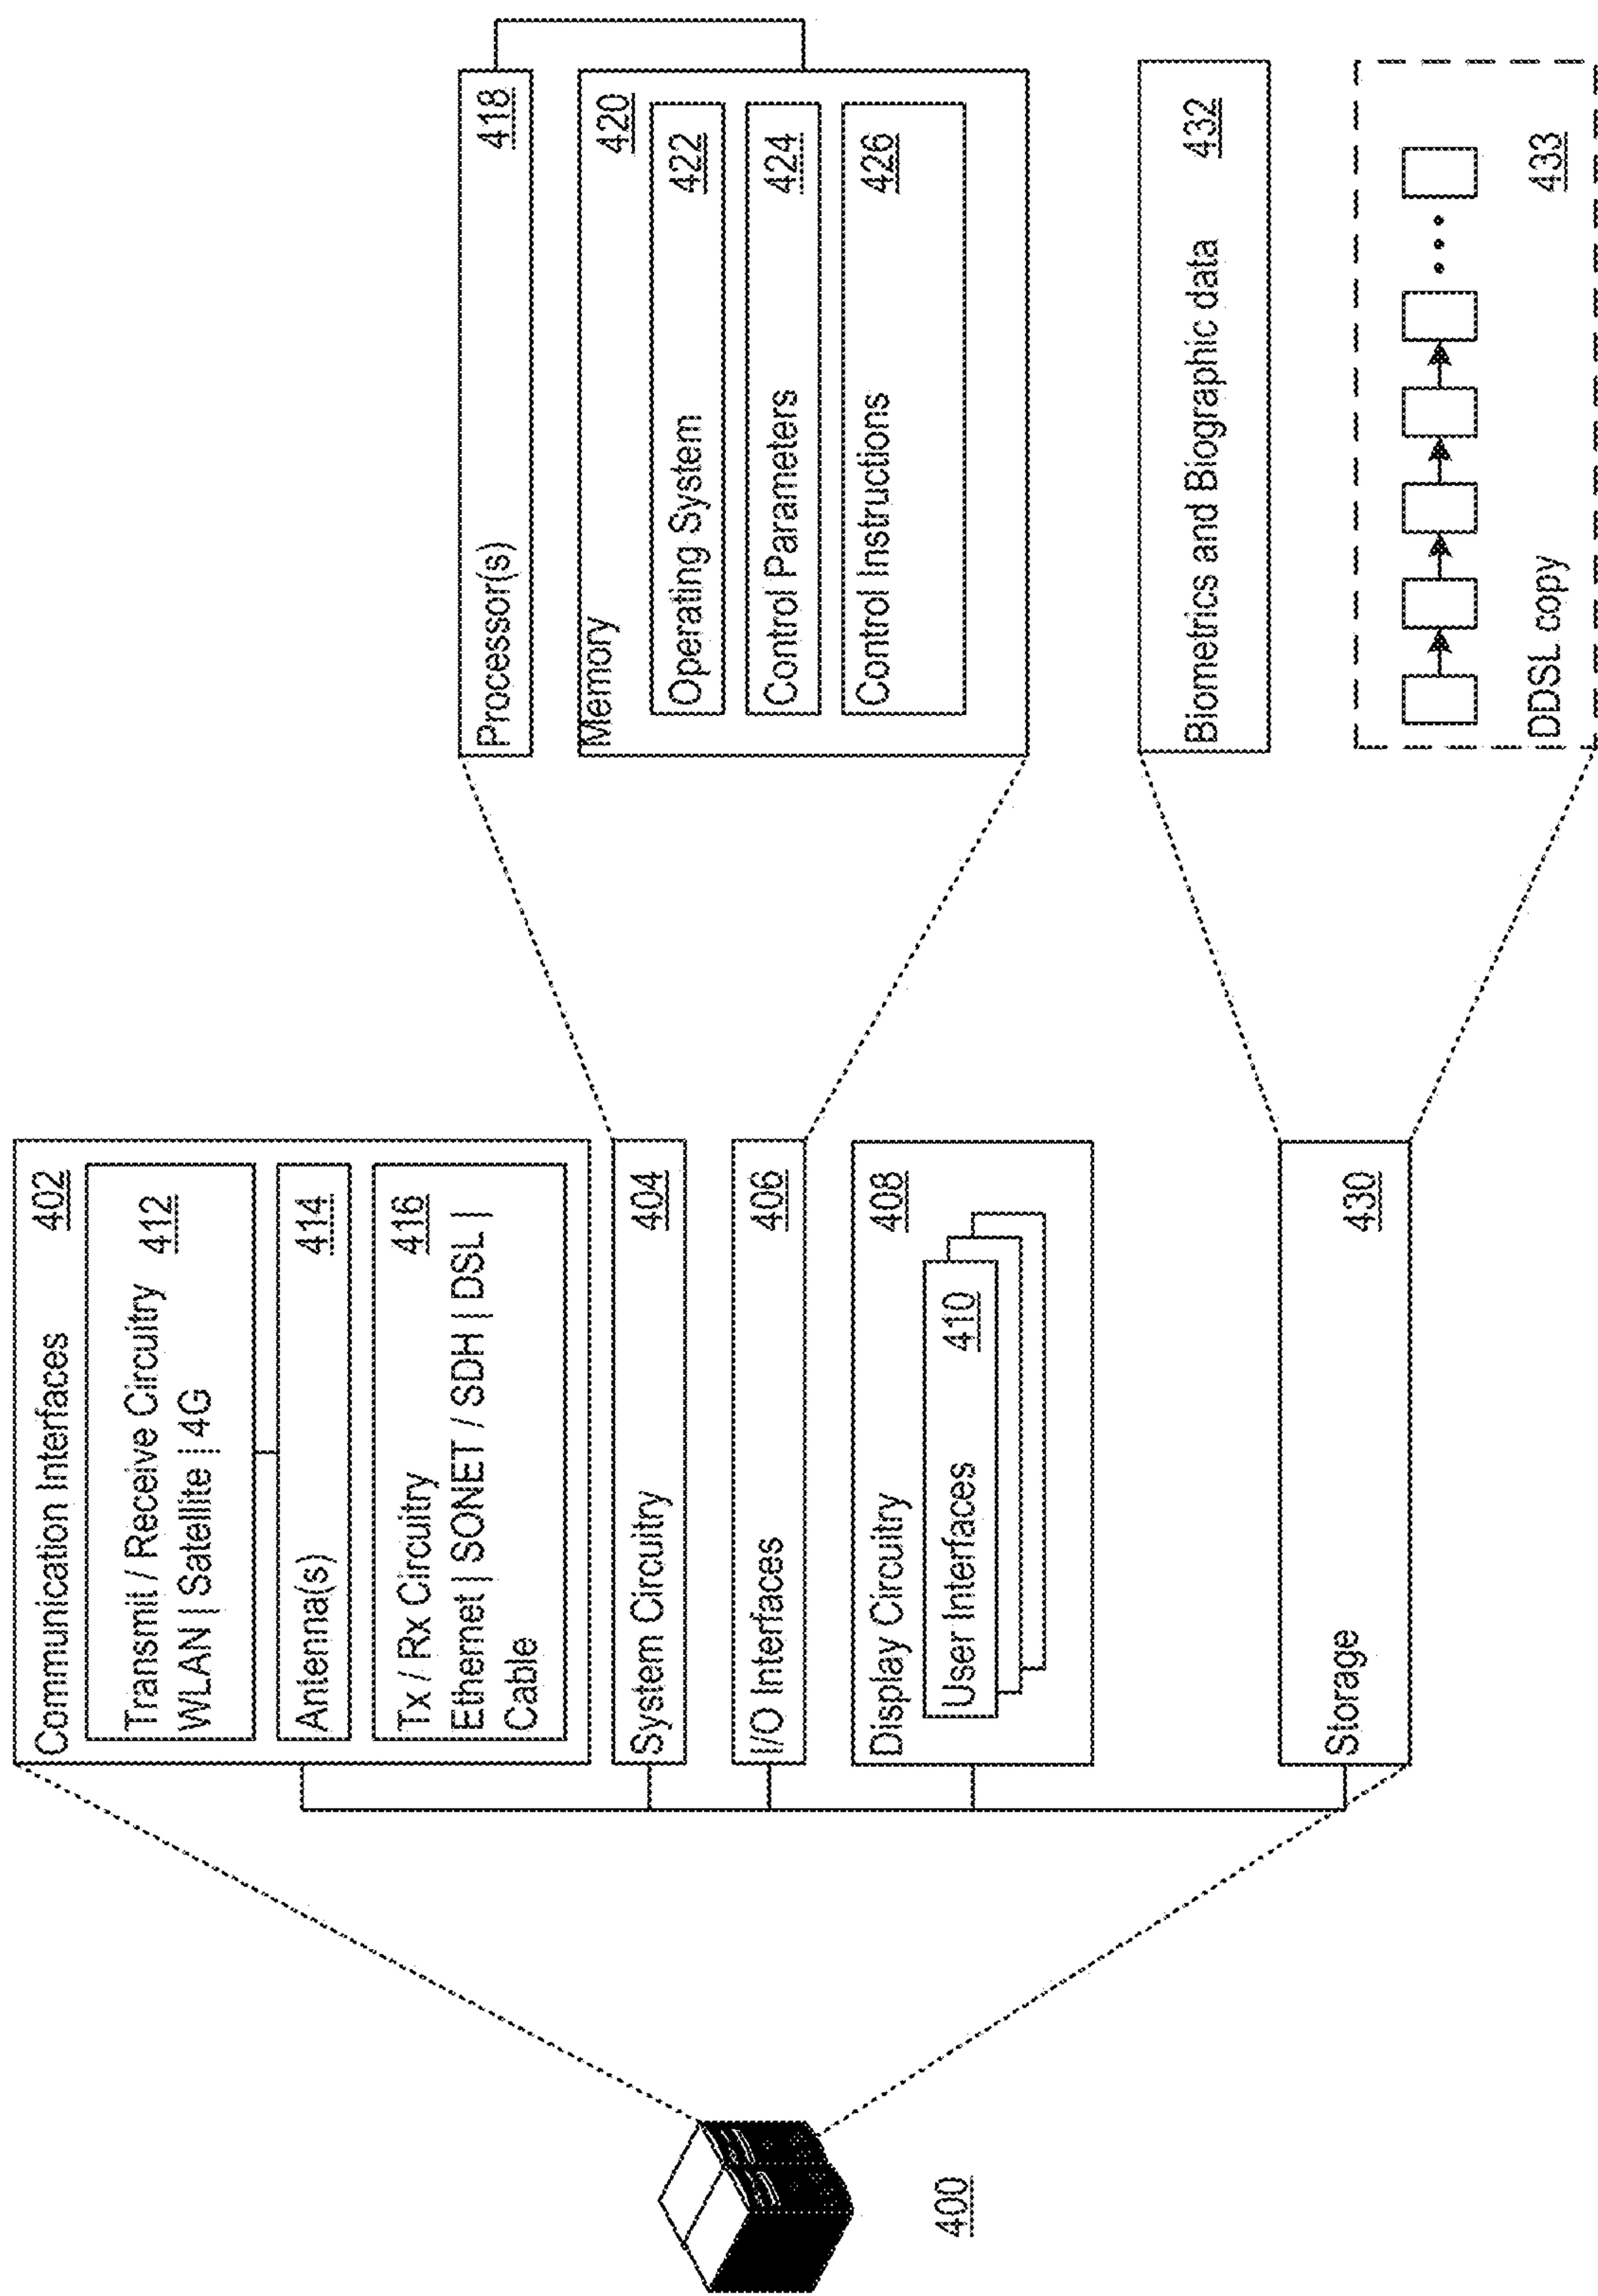 400
Communication Interfaces 402
Transmit / Receive Circuitry
WLAN | Satellite | 4G 412
Antenna(s) 414
Tx / Rx Circuitry 416
Ethernet | SONET / SDH | DSL |
Cable
System Circuitry 404
I/O Interfaces 406
Display Circuitry 408
User Interfaces 410
Storage 430
Processor(s) 418
Memory 420
Operating System 422
Control Parameters 424
Control Instructions 426
Biometrics and Biographic data 432
DDSL copy 433